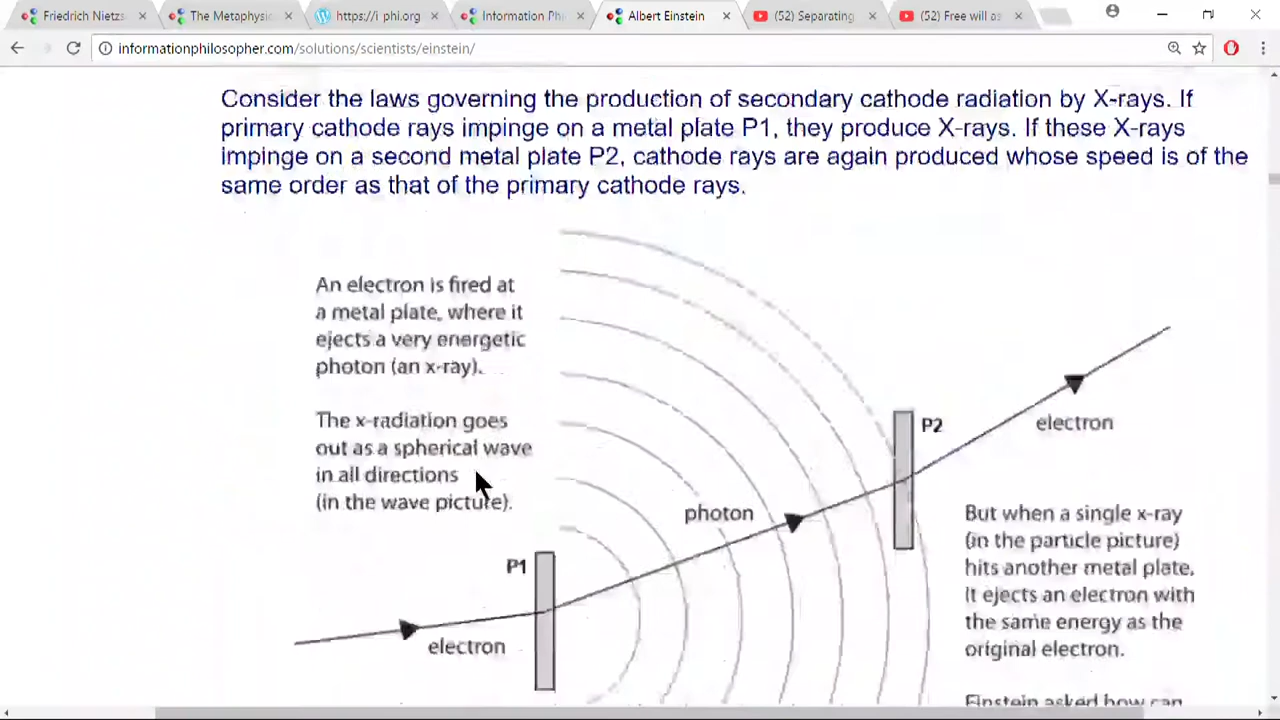 Friedrich Nietzs
The Metaphysi
https://i-phi.org
Information Phi
Albert Einstein
(52) Separating
(52) Free will as
informationphilosopher.com/solutions/scientists/einstein/
Consider the laws governing the production of secondary cathode radiation by X-rays. If
primary cathode rays impinge on a metal plate P1, they produce X-rays. If these X-rays
impinge on a second metal plate P2, cathode rays are again produced whose speed is of the
same order as that of the primary cathode rays.
An electron is fired at
a metal plate, where it
ejects a very energetic
photon (an x-ray).
The x-radiation goes
out as a spherical wave
in all directions
(in the wave picture).
P2
electron
photon
P1
electron
But when a single x-ray
(in the particle picture)
hits another metal plate,
it ejects an electron with
the same energy as the
original electron.
Einstein asked how can